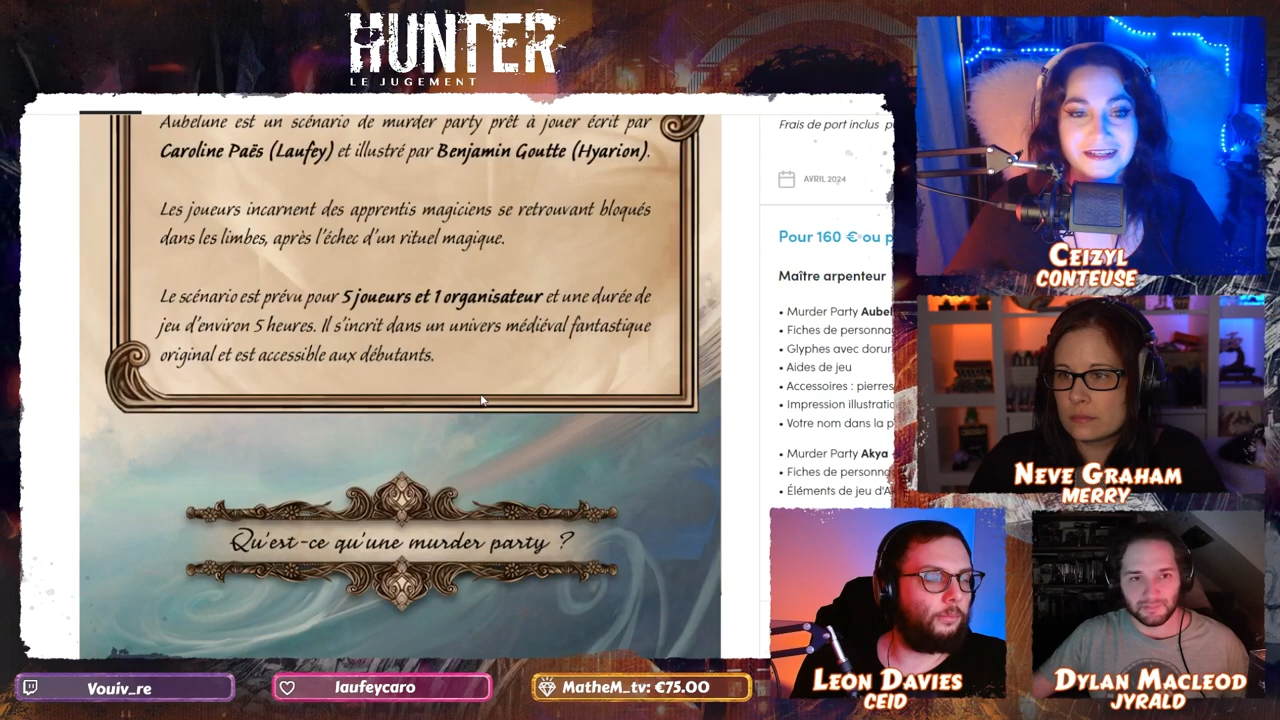 HUNTER
LE JUGEMENT
Aubelune est un scénario de murder party prêt à jouer écrit par
Caroline Paës (Laufey) et illustré par Benjamin Goutte (Hyarion).
Les joueurs incarnent des apprentis magiciens se retrouvant bloqués
dans les limbes, après l'échec d'un rituel magique.
Le scénario est prévu pour 5 joueurs et 1 organisateur et une durée de
jeu d'environ 5 heures. Il s'incrit dans un univers médiéval fantastique
original et est accessible aux débutants.
Qu'est-ce qu'une murder party ?
Frais de port inclus
AVRIL 2024
Pour 160 € ou
Maître arpenteur
• Murder Party
• Fiches de
• Glyphes avec
• Aides de jeu
• Accessoires :
• Impression
• Votre nom dans la
• Murder Party Akya
• Fiches de
• Éléments de jeu
CEIZYL
CONTEUSE
NEVE GRAHAM
MERRY
LEON DAVIES
CEID
DYLAN MACLEOD
JYRALD
Vouiv_re
laufeycaro
MatheM_tv: €75.00